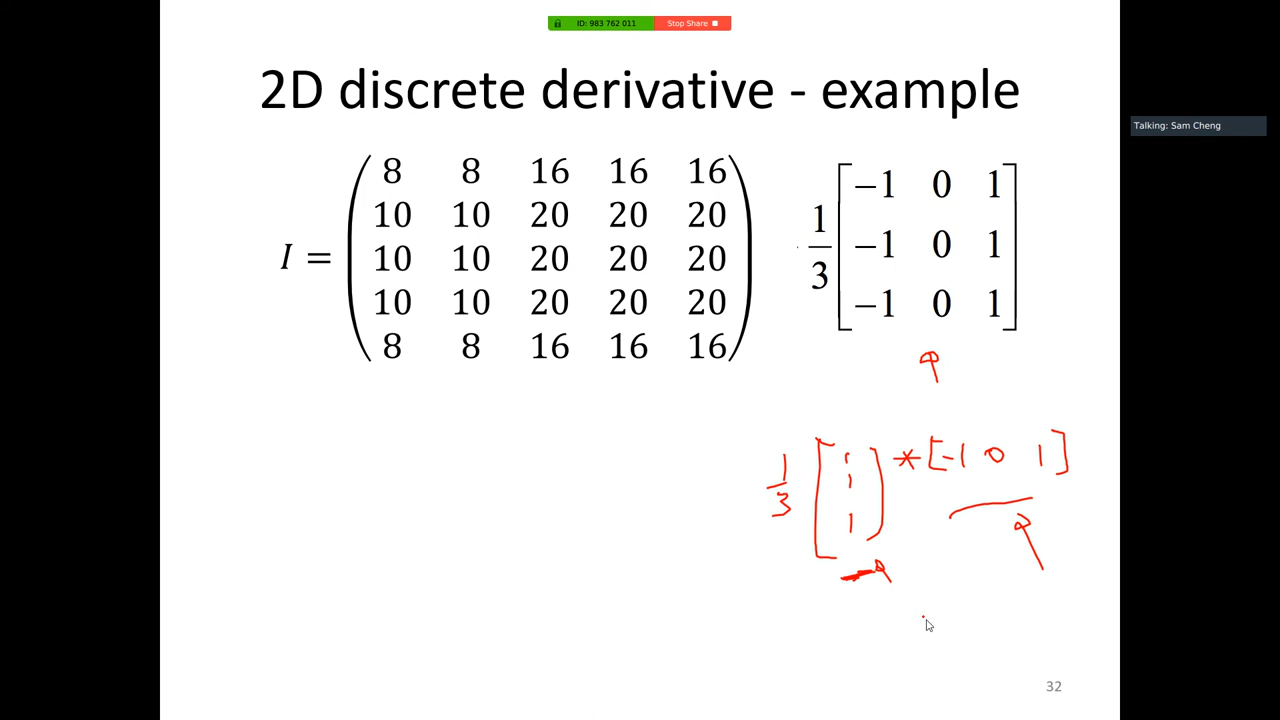 ID: 983 762 011 Stop Share
2D discrete derivative - example
Talking: Sam Cheng
I =
8 8 16 16 16
10 10 20 20 20
10 10 20 20 20
10 10 20 20 20
8 8 16 16 16
1/3
−1 0 1
−1 0 1
−1 0 1
1/3 [1 1 1] * [-1 0 1]
32